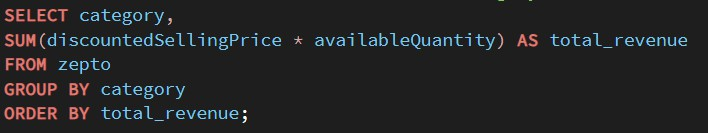 SELECT category,
SUM(discountedSellingPrice * availableQuantity) AS total_revenue
FROM zepto
GROUP BY category
ORDER BY total_revenue;